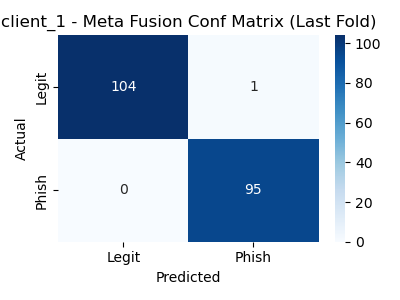 client_1 - Meta Fusion Conf Matrix (Last Fold)
Actual
Legit
Phish
104
1
0
95
Legit
Phish
Predicted
100
80
60
40
20
0